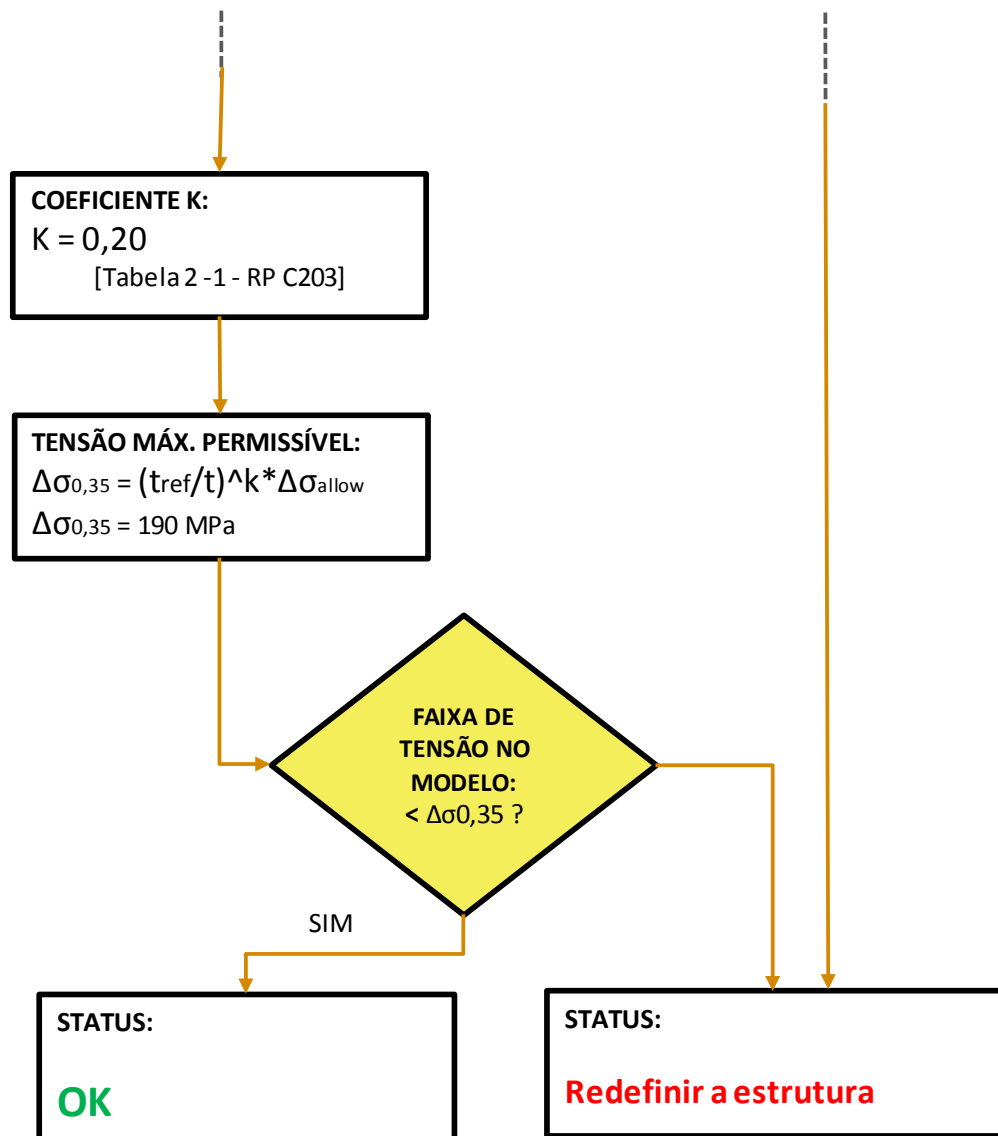 COEFICIENTE K:
K = 0,20
[Tabela 2 -1 - RP C203]
TENSÃO MÁX. PERMISSÍVEL:
Δσ0,35 = (tref/t)^k*Δσallow
Δσ0,35 = 190 MPa
FAIXA DE
TENSÃO NO
MODELO:
< Δσ0,35 ?
SIM
STATUS:
OK
STATUS:
Redefinir a estrutura